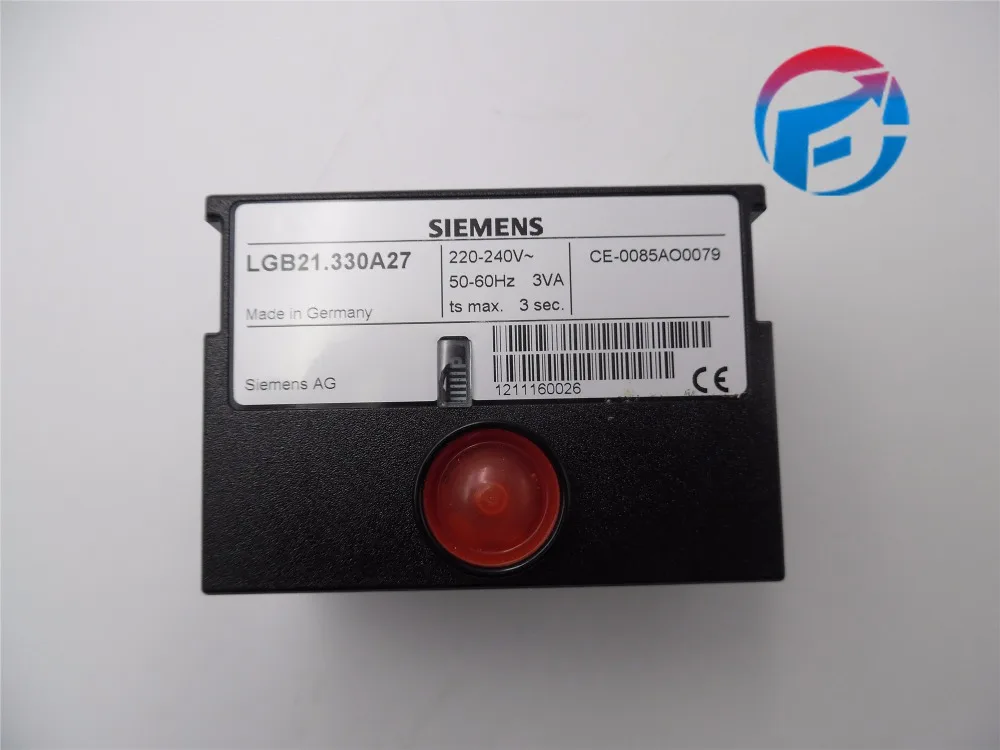 SIEMENS
LGB21.330A27
220-240V~
50-60Hz 3VA
ts max. 3 sec.
CE-0085AO0079
Made in Germany
Siemens AG
1211160026
CE